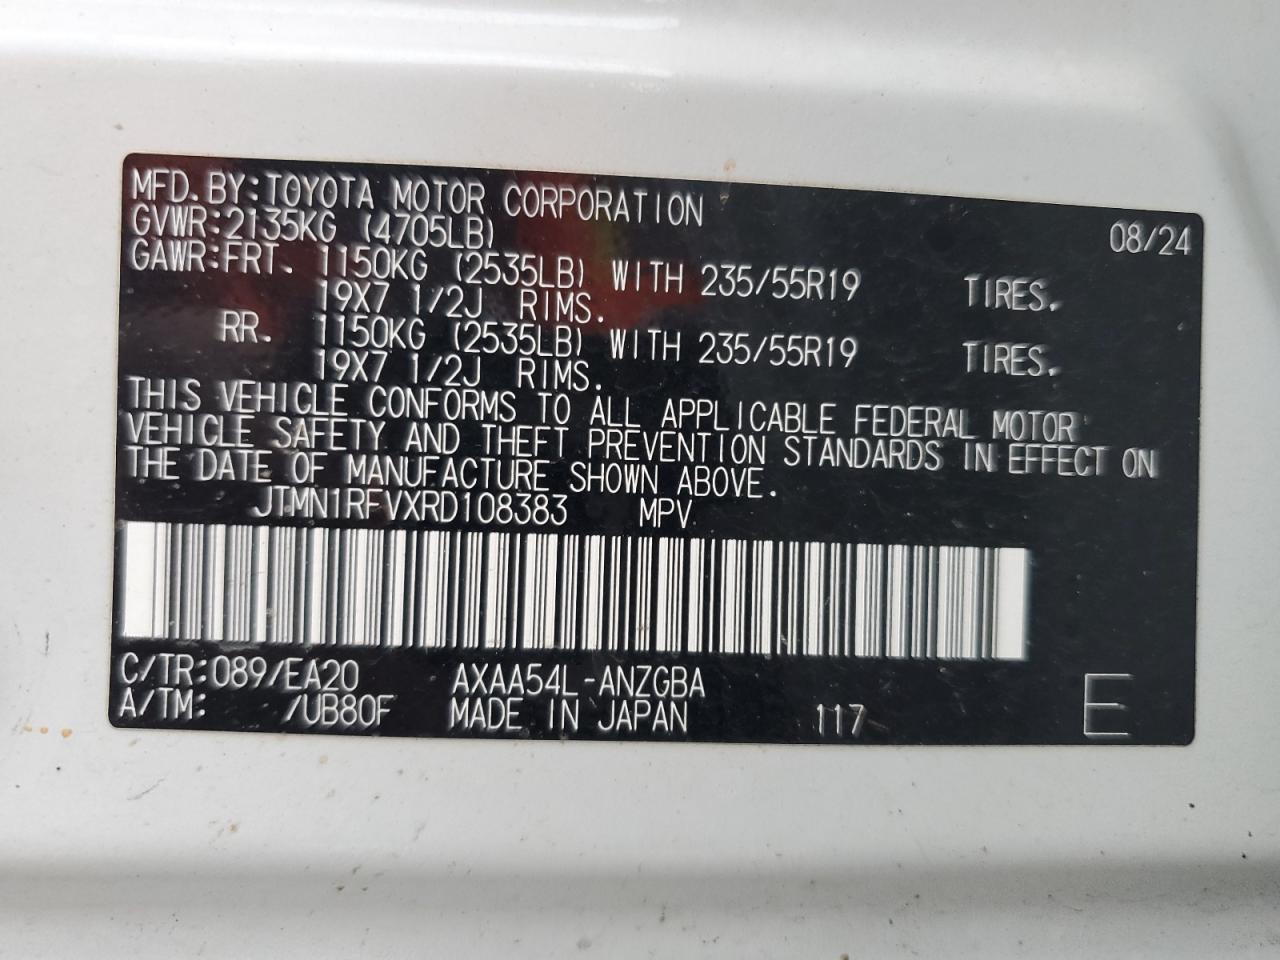 MFD. BY: TOYOTA MOTOR CORPORATION 08/24
GVWR: 2135KG (4705LB)
GAWR: FRT. 1150KG (2535LB) WITH 235/55R19 TIRES.
19X7 1/2J RIMS.
RR. 1150KG (2535LB) WITH 235/55R19 TIRES.
19X7 1/2J RIMS.
THIS VEHICLE CONFORMS TO ALL APPLICABLE FEDERAL MOTOR
VEHICLE SAFETY AND THEFT PREVENTION STANDARDS IN EFFECT ON
THE DATE OF MANUFACTURE SHOWN ABOVE.
JTMN1RFVXRD108383 MPV
C/TR: 089/EA20 AXAA54L-ANZGBA
A/TM: /UB80F MADE IN JAPAN 117 E